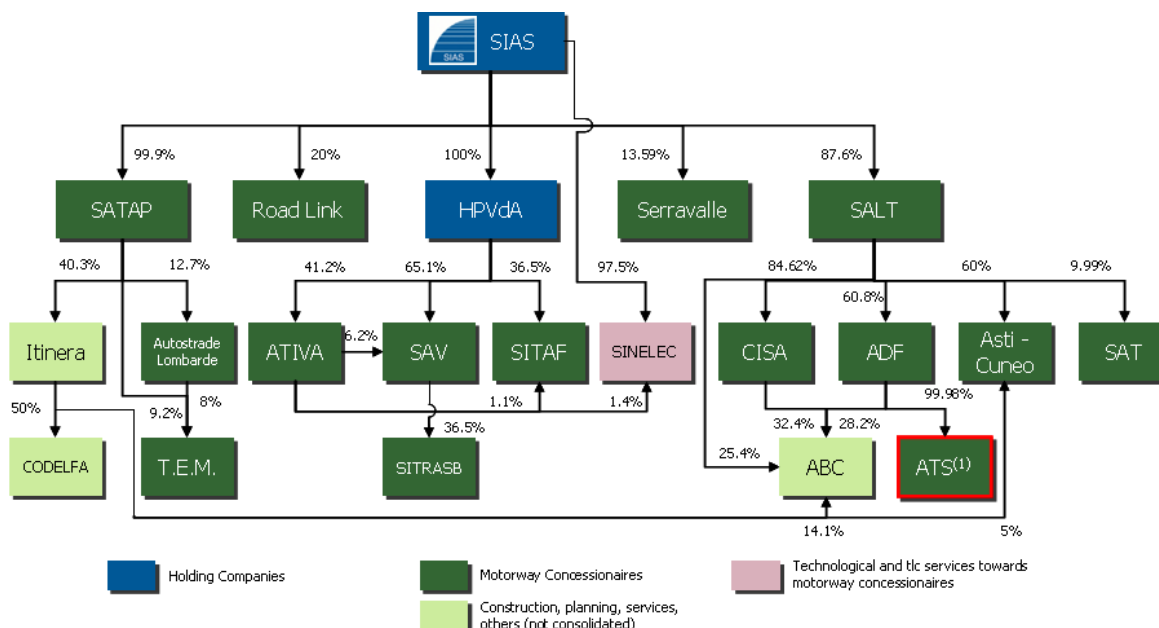 SIAS
SIAS
99.9%
20%
100%
13.59%
87.6%
SATAP
Road Link
HPVdA
Serravalle
SALT
40.3%
12.7%
41.2%
65.1%
36.5%
97.5%
84.62%
60.8%
60%
9.99%
Itinera
Autostrade
Lombarde
ATIVA
6.2%
SAV
SITAF
SINELEC
CISA
ADF
Asti -
Cuneo
SAT
50%
9.2%
8%
1.1%
1.4%
36.5%
25.4%
32.4%
28.2%
99.98%
CODELFA
T.E.M.
SITRASB
ABC
ATS(1)
14.1%
5%
Holding Companies
Motorway Concessionaires
Technological and tlc services towards
motorway concessionaires
Construction, planning, services,
others (not consolidated)